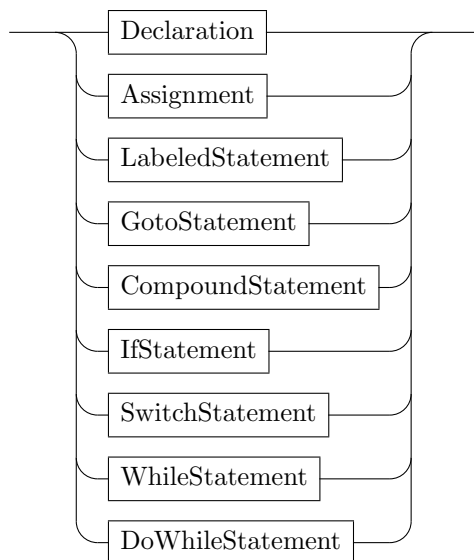 Declaration
Assignment
LabeledStatement
GotoStatement
CompoundStatement
IfStatement
SwitchStatement
WhileStatement
DoWhileStatement